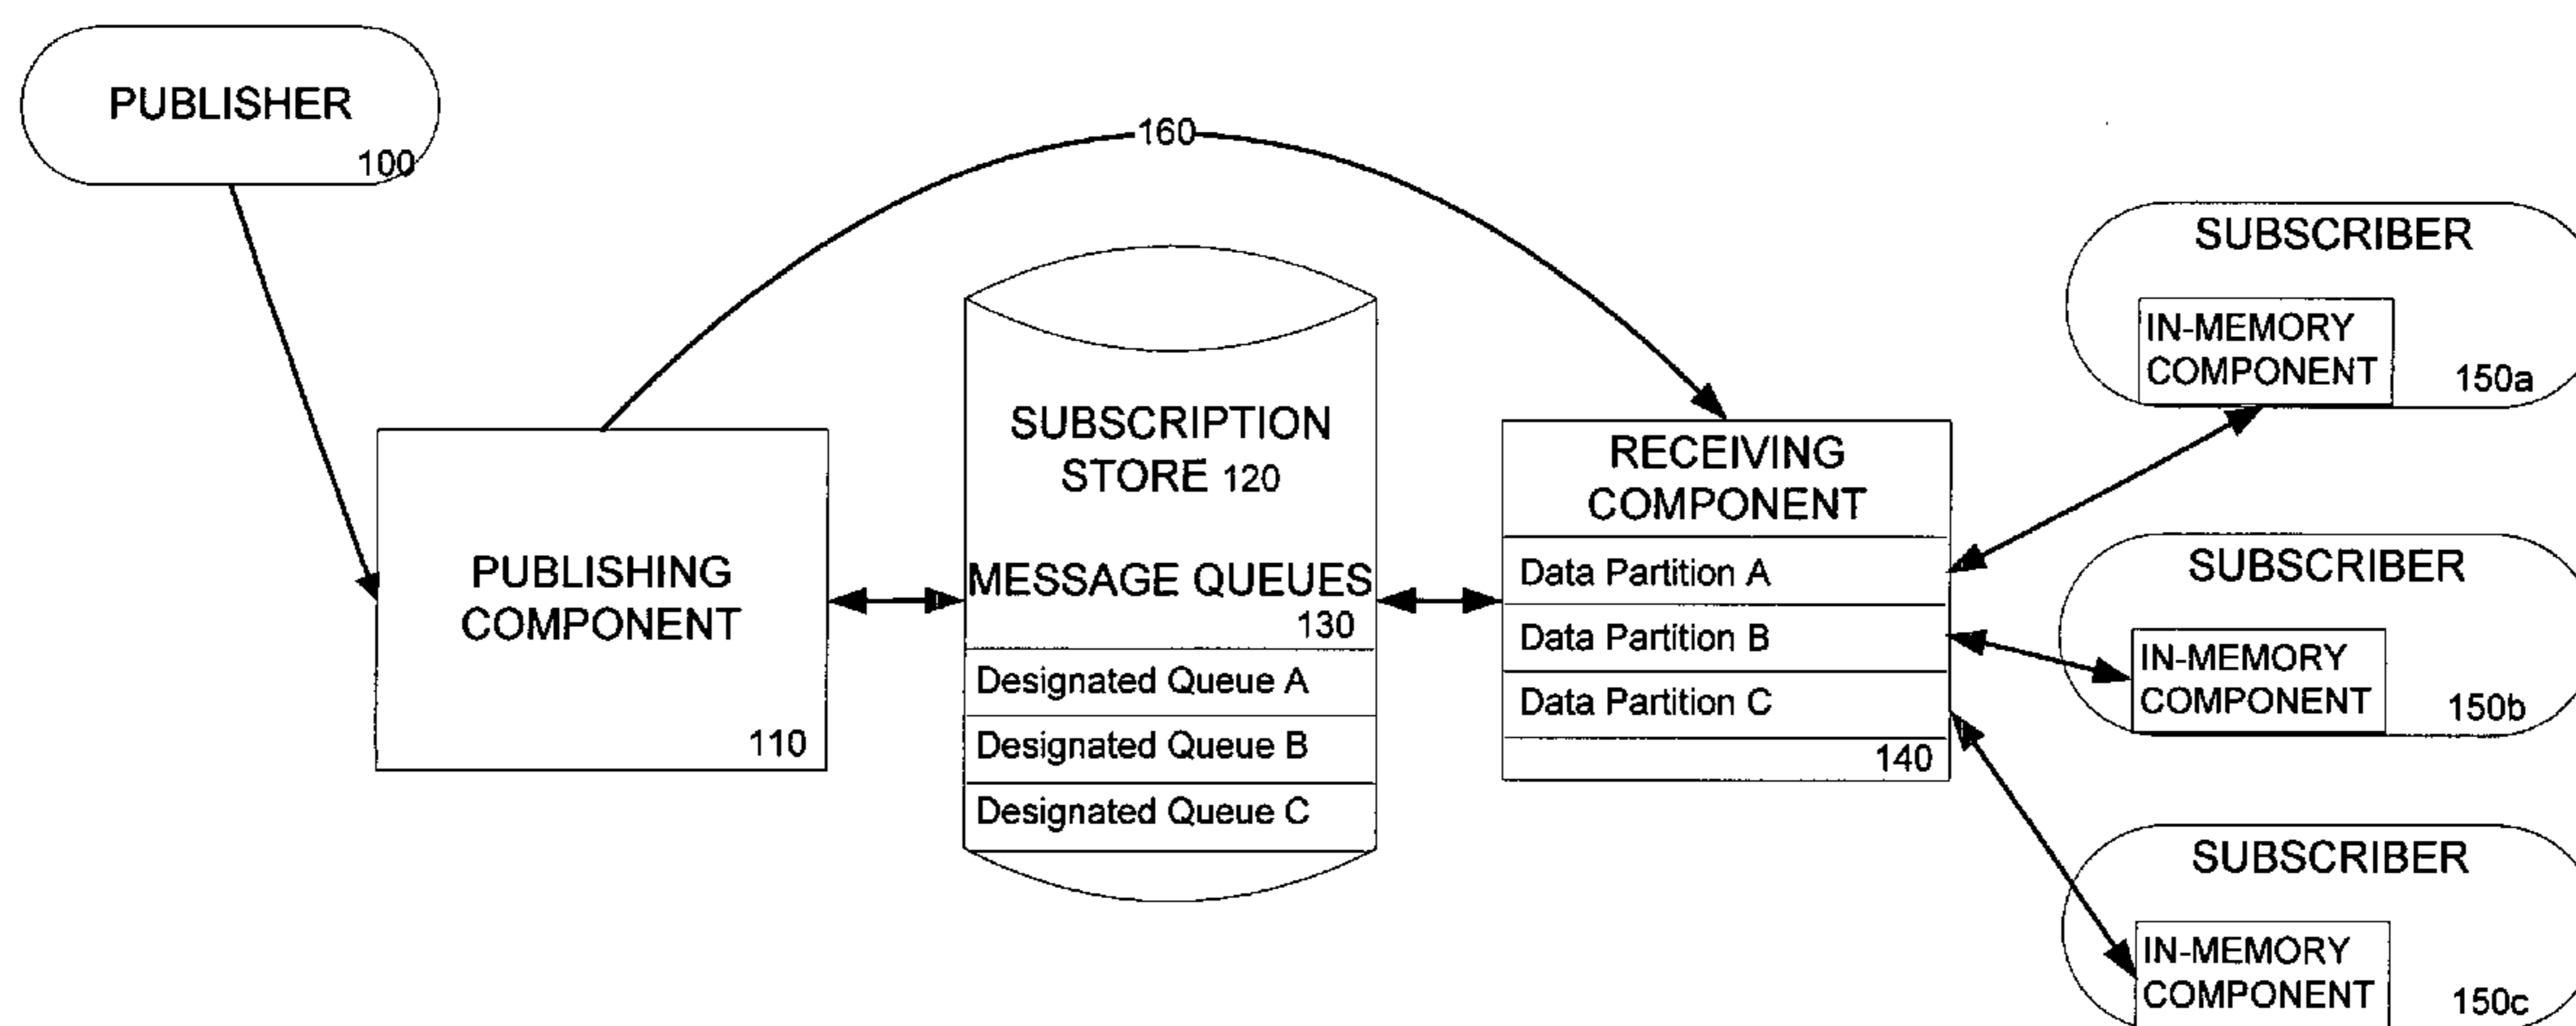 PUBLISHER
100
160
PUBLISHING
COMPONENT
110
SUBSCRIPTION
STORE 120
MESSAGE QUEUES
130
Designated Queue A
Designated Queue B
Designated Queue C
RECEIVING
COMPONENT
Data Partition A
Data Partition B
Data Partition C
140
SUBSCRIBER
IN-MEMORY
COMPONENT
150a
SUBSCRIBER
IN-MEMORY
COMPONENT
150b
SUBSCRIBER
IN-MEMORY
COMPONENT
150c